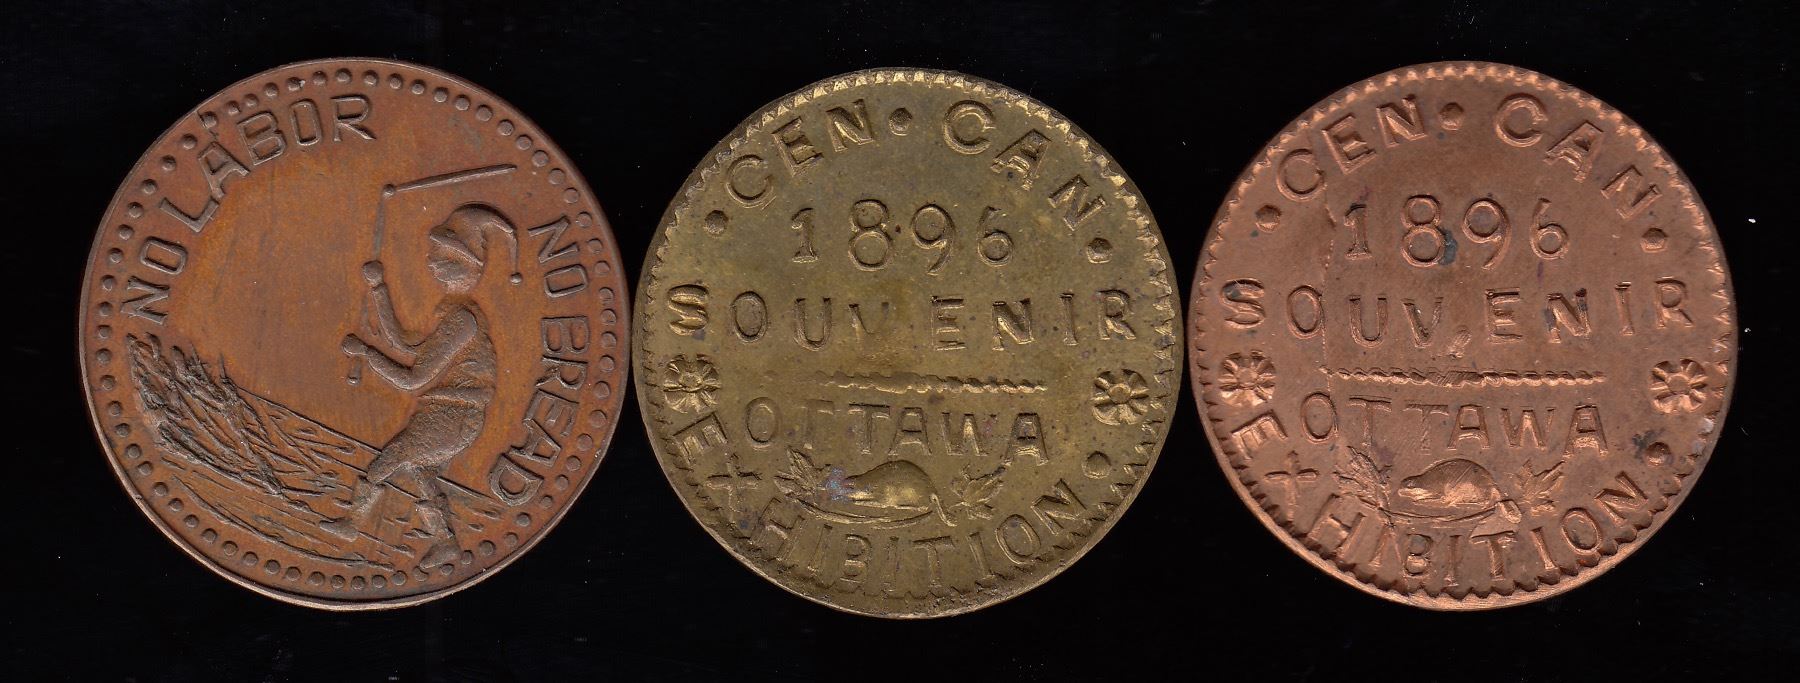 NO LABOR NO BREAD
CEN · CAN
1896
SOUVENIR
OTTAWA
EXHIBITION
CEN · CAN
1896
SOUVENIR
OTTAWA
EXHIBITION